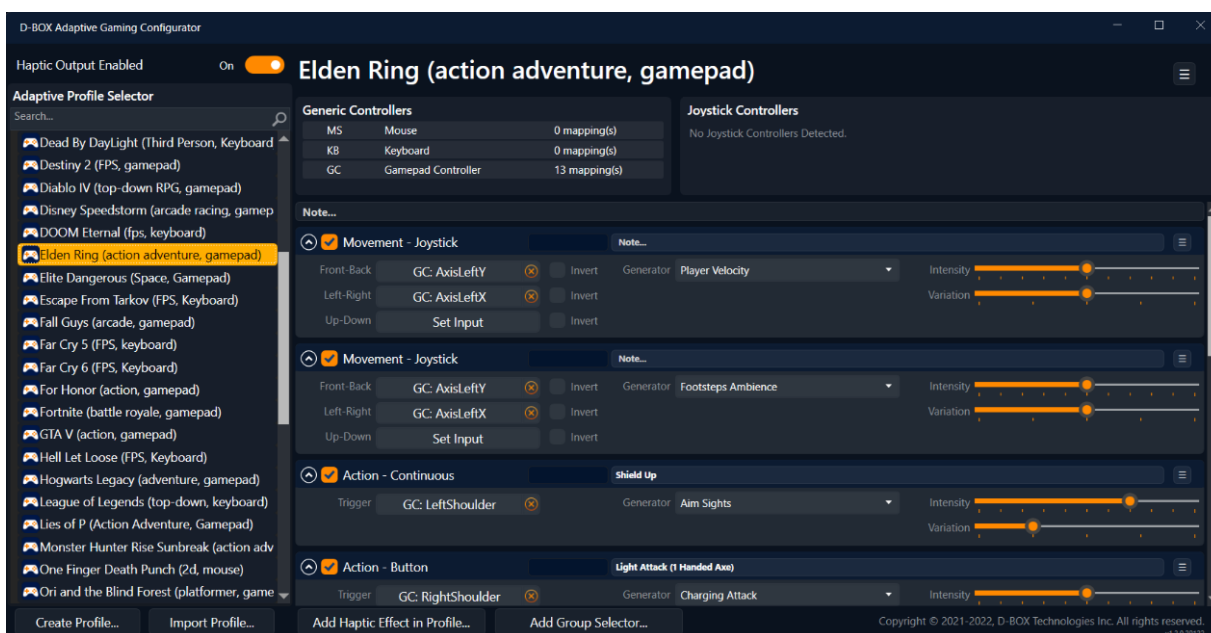 D-BOX Adaptive Gaming Configurator
Haptic Output Enabled On
Adaptive Profile Selector
Search...
Dead By DayLight (Third Person, Keyboard
Destiny 2 (FPS, gamepad)
Diablo IV (top-down RPG, gamepad)
Disney Speedstorm (arcade racing, gamep
DOOM Eternal (fps, keyboard)
Elden Ring (action adventure, gamepad)
Elite Dangerous (Space, Gamepad)
Escape From Tarkov (FPS, Keyboard)
Fall Guys (arcade, gamepad)
Far Cry 5 (FPS, keyboard)
Far Cry 6 (FPS, Keyboard)
For Honor (action, gamepad)
Fortnite (battle royale, gamepad)
GTA V (action, gamepad)
Hell Let Loose (FPS, Keyboard)
Hogwarts Legacy (adventure, gamepad)
League of Legends (top-down, keyboard)
Lies of P (Action Adventure, Gamepad)
Monster Hunter Rise Sunbreak (action adv
One Finger Death Punch (2d, mouse)
Ori and the Blind Forest (platformer, game
Create Profile... Import Profile...
Elden Ring (action adventure, gamepad)
Generic Controllers
MS Mouse 0 mapping(s)
KB Keyboard 0 mapping(s)
GC Gamepad Controller 13 mapping(s)
Joystick Controllers
No Joystick Controllers Detected.
Note...
Movement - Joystick Note...
Front-Back GC: AxisLeftY Invert Generator Player Velocity Intensity
Left-Right GC: AxisLeftX Invert Variation
Up-Down Set Input Invert
Movement - Joystick Note...
Front-Back GC: AxisLeftY Invert Generator Footsteps Ambience Intensity
Left-Right GC: AxisLeftX Invert Variation
Up-Down Set Input Invert
Action - Continuous Shield Up
Trigger GC: LeftShoulder Generator Aim Sights Intensity
Variation
Action - Button Light Attack (1 Handed Axe)
Trigger GC: RightShoulder Generator Charging Attack Intensity
Add Haptic Effect in Profile... Add Group Selector...
Copyright © 2021-2022, D-BOX Technologies Inc. All rights reserved.